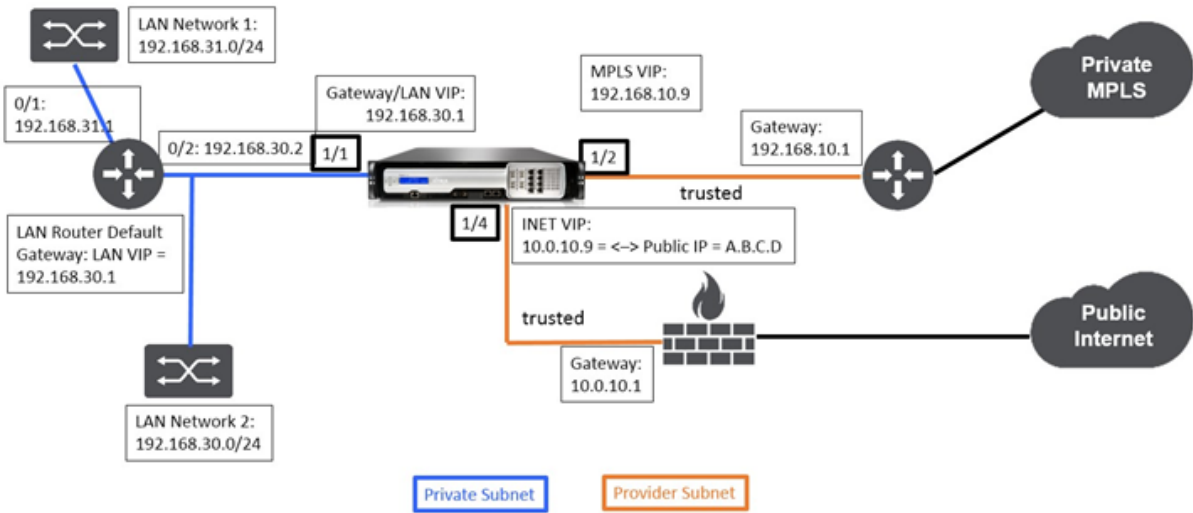 LAN Network 1:
192.168.31.0/24
0/1:
192.168.31.1
0/2: 192.168.30.2
Gateway/LAN VIP:
192.168.30.1
1/1
MPLS VIP:
192.168.10.9
1/2
Gateway:
192.168.10.1
trusted
Private
MPLS
LAN Router Default
Gateway: LAN VIP =
192.168.30.1
1/4
INET VIP:
10.0.10.9 = <--> Public IP = A.B.C.D
trusted
Gateway:
10.0.10.1
Public
Internet
LAN Network 2:
192.168.30.0/24
Private Subnet
Provider Subnet